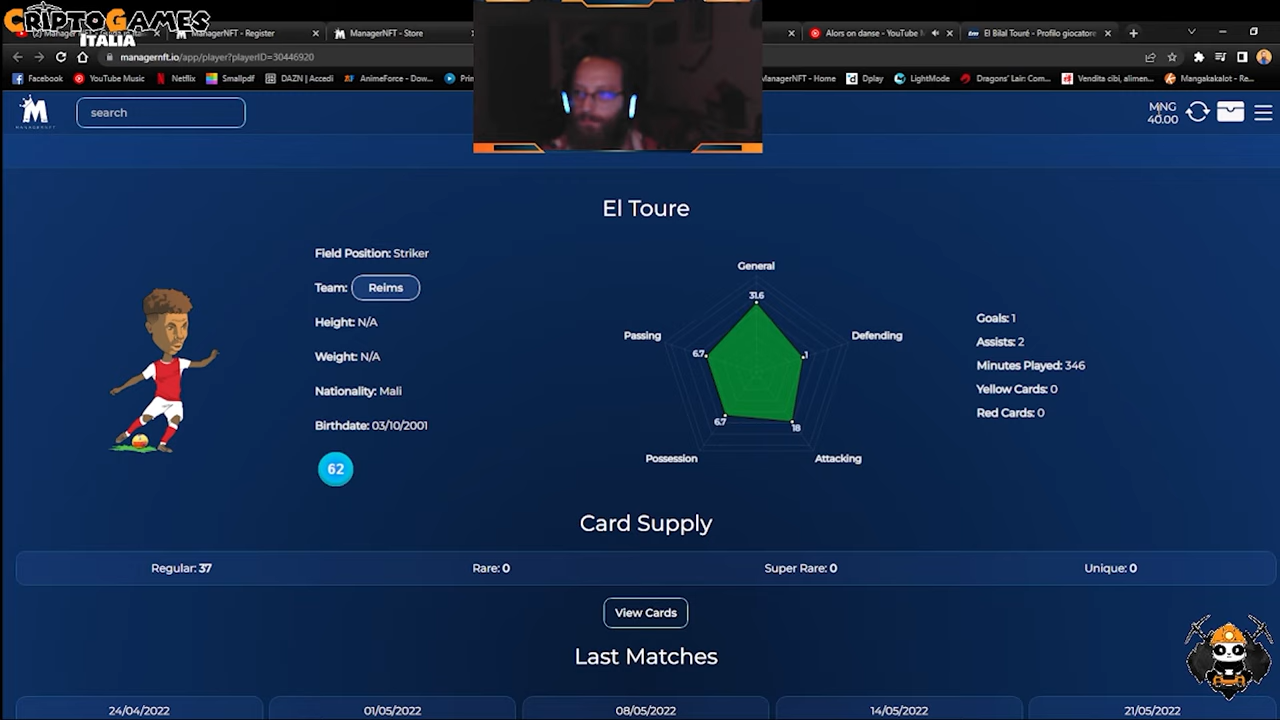 CRIPTOGAMES
ITALIA
ManagerNFT - Register
ManagerNFT - Store
Alors on danse - YouTube M
El Bilal Touré - Profilo giocatore
managernft.io/app/player?playerID=30446920
Facebook
YouTube Music
Netflix
Smallpdf
DAZN | Accedi
AnimeForce - Dow...
Prim
ManagerNFT - Home
Dplay
LightMode
Dragons' Lair: Com...
Vendita cibi, alimen...
Mangakakalot - Re...
M
MANAGERNFT
search
MNG
40.00
El Toure
Field Position: Striker
Team: Reims
Height: N/A
Weight: N/A
Nationality: Mali
Birthdate: 03/10/2001
62
General
31.6
Passing
6.7
Defending
1
6.7
18
Possession
Attacking
Goals: 1
Assists: 2
Minutes Played: 346
Yellow Cards: 0
Red Cards: 0
Card Supply
Regular: 37
Rare: 0
Super Rare: 0
Unique: 0
View Cards
Last Matches
24/04/2022
01/05/2022
08/05/2022
14/05/2022
21/05/2022